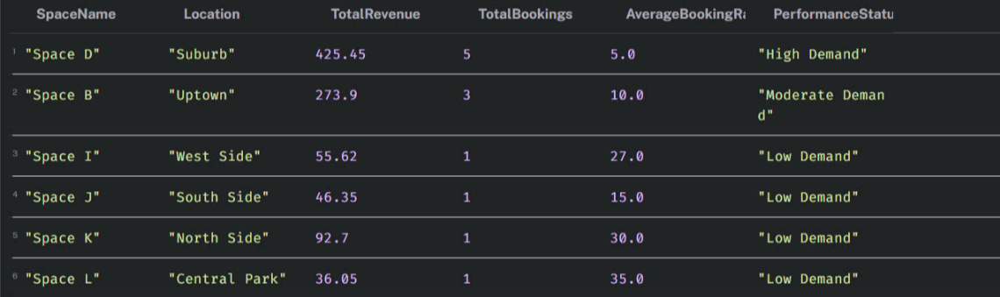 SpaceName Location TotalRevenue TotalBookings AverageBookingRa PerformanceStatu
1 "Space D" "Suburb" 425.45 5 5.0 "High Demand"
2 "Space B" "Uptown" 273.9 3 10.0 "Moderate Deman
d"
3 "Space I" "West Side" 55.62 1 27.0 "Low Demand"
4 "Space J" "South Side" 46.35 1 15.0 "Low Demand"
5 "Space K" "North Side" 92.7 1 30.0 "Low Demand"
6 "Space L" "Central Park" 36.05 1 35.0 "Low Demand"